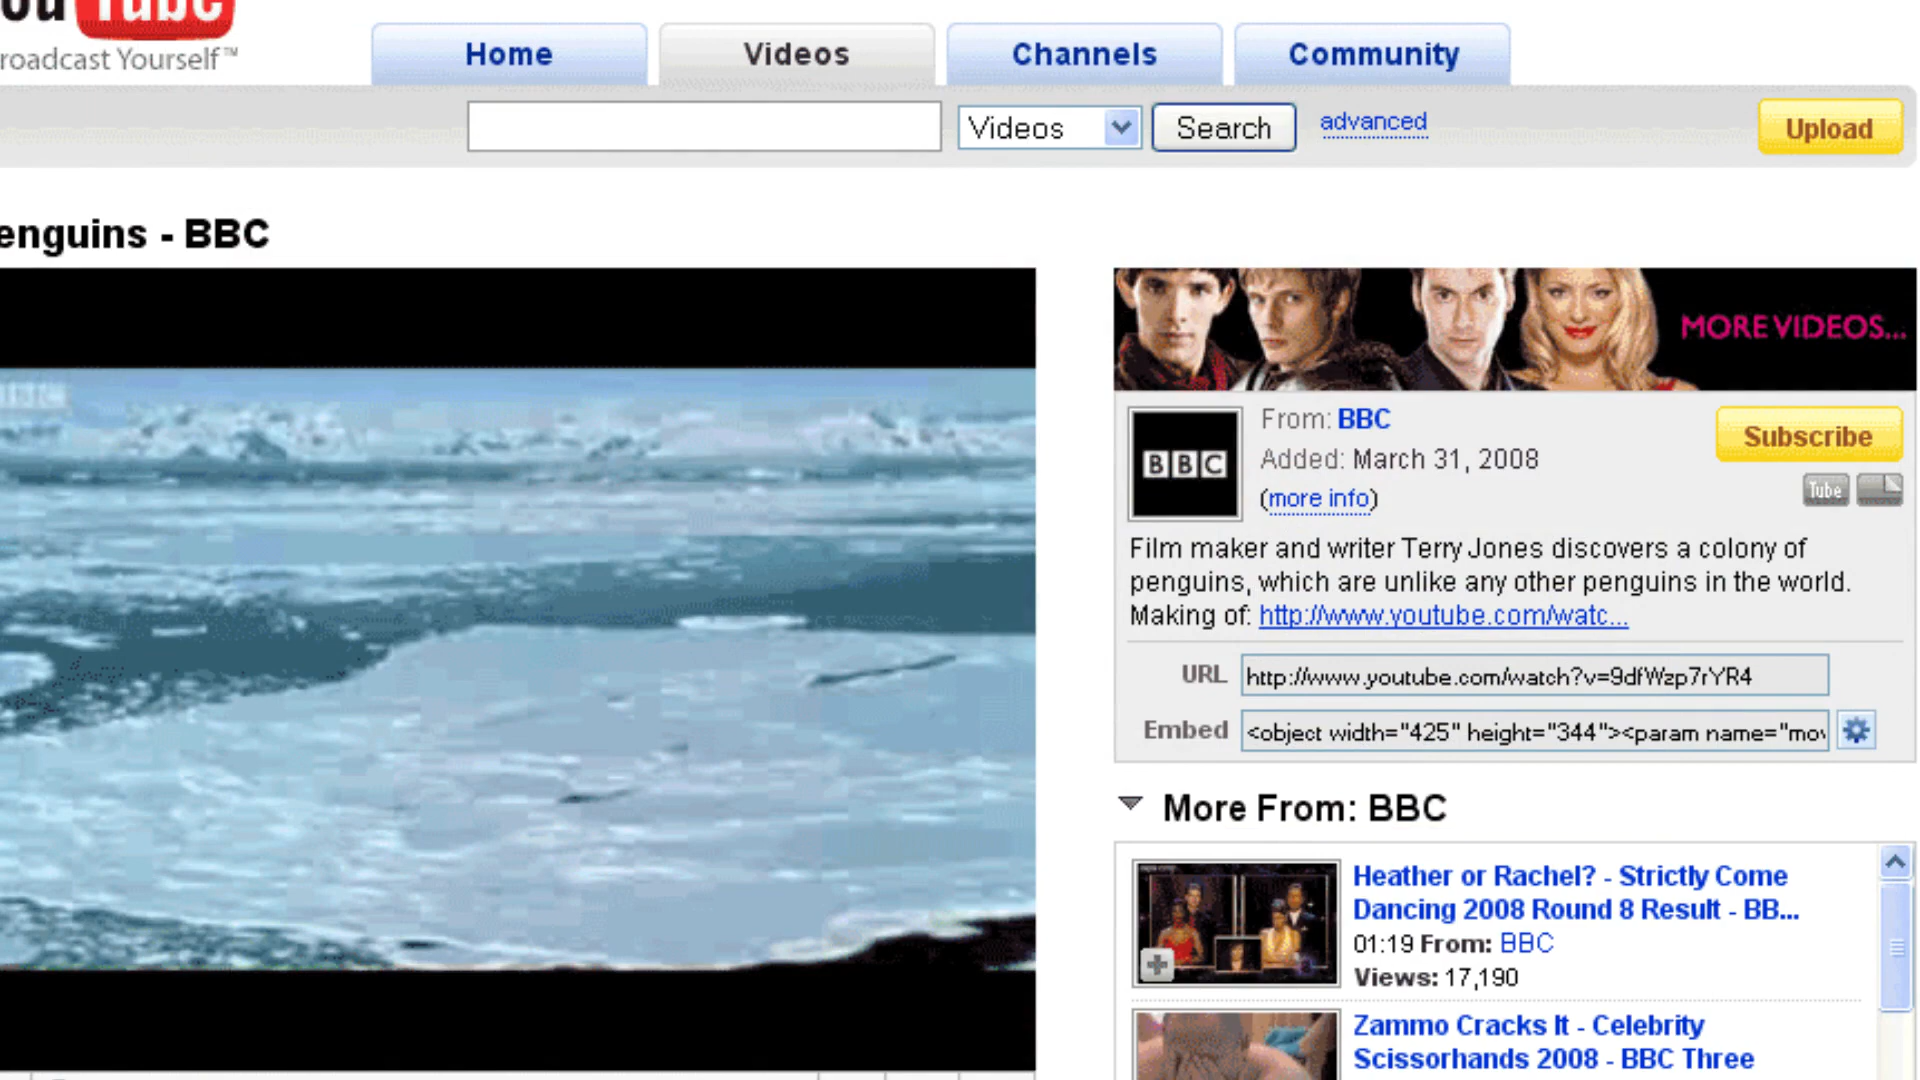 ou Tube
roadcast Yourself™
Home
Videos
Channels
Community
Videos
Search
advanced
Upload
enguins - BBC
BBC
MORE VIDEOS...
BBC
From: BBC
Added: March 31, 2008
(more info)
Subscribe
Tube
Film maker and writer Terry Jones discovers a colony of
penguins, which are unlike any other penguins in the world.
Making of: http://www.youtube.com/watc...
URL
http://www.youtube.com/watch?v=9dfWzp7rYR4
Embed
<object width="425" height="344"><param name="mov
More From: BBC
Heather or Rachel? - Strictly Come
Dancing 2008 Round 8 Result - BB...
01:19 From: BBC
Views: 17,190
Zammo Cracks It - Celebrity
Scissorhands 2008 - BBC Three